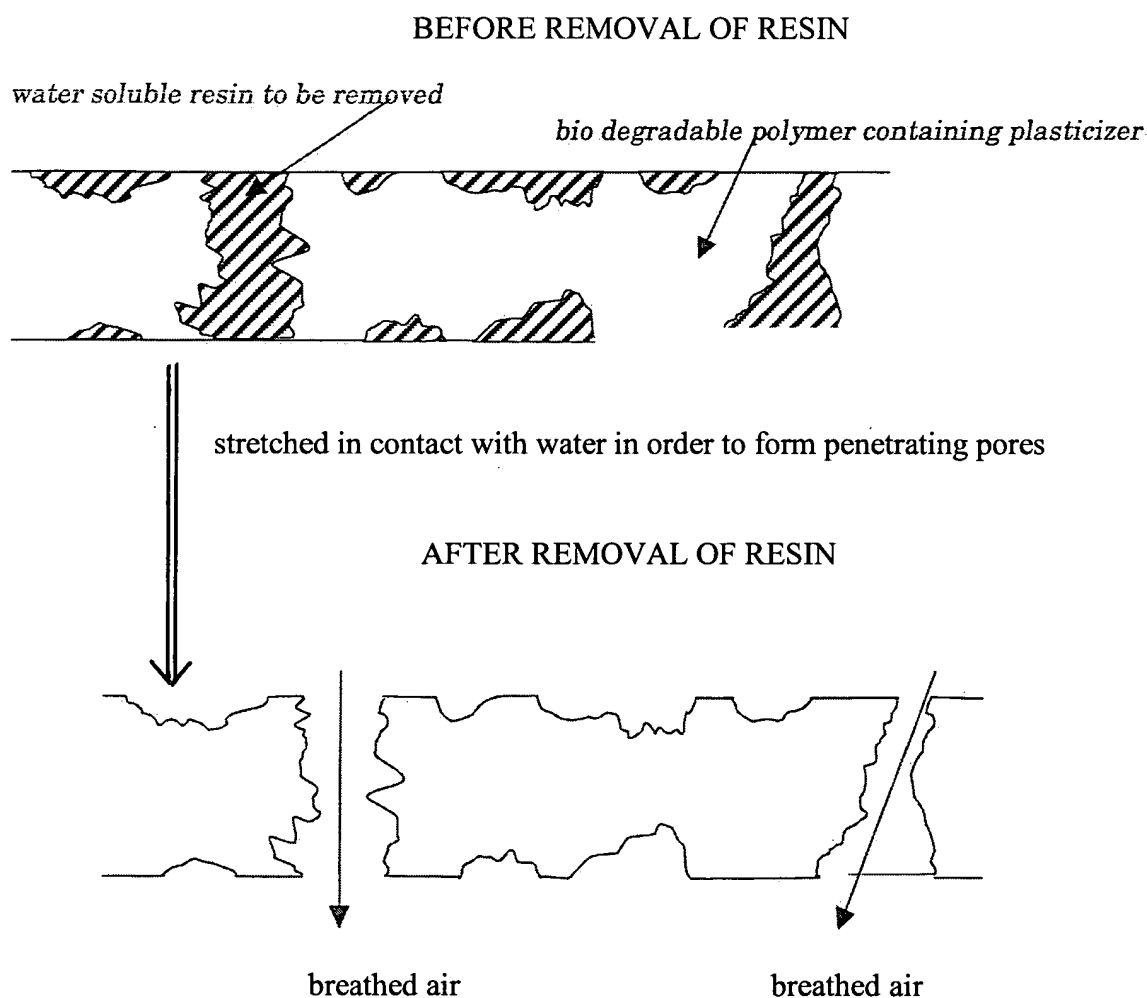 BEFORE REMOVAL OF RESIN
water soluble resin to be removed
bio degradable polymer containing plasticizer
stretched in contact with water in order to form penetrating pores
AFTER REMOVAL OF RESIN
breathed air
breathed air